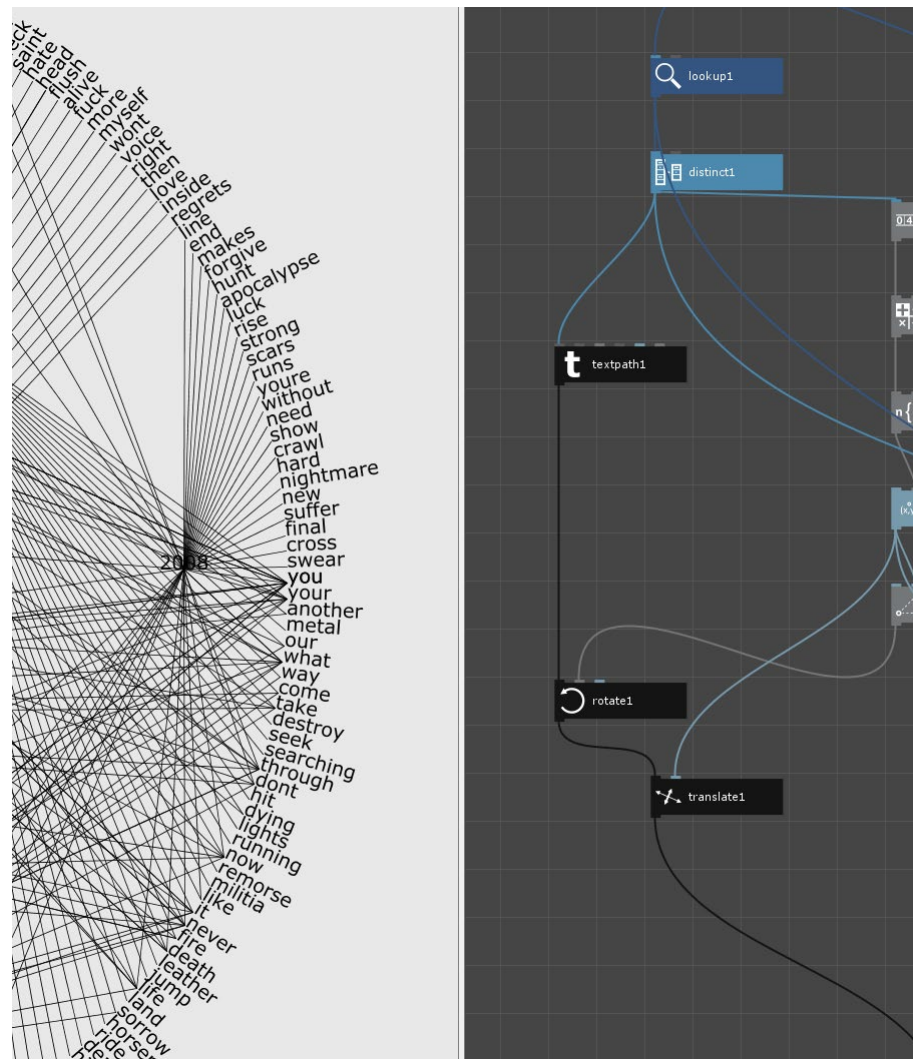 saint
hate
head
flush
alive
fuck
more
myself
wont
voice
right
then
love
inside
regrets
line
end
makes
forgive
hunt
apocalypse
luck
rise
strong
scars
runs
youre
without
need
show
crawl
hard
nightmare
new
suffer
final
cross
swear
2008
you
your
another
metal
our
what
way
come
take
destroy
seek
searching
through
dont
hit
dying
lights
running
now
remorse
militia
like
it
never
fire
death
leather
jump
life
and
sorrow
ride
lookup1
distinct1
textpath1
rotate1
translate1